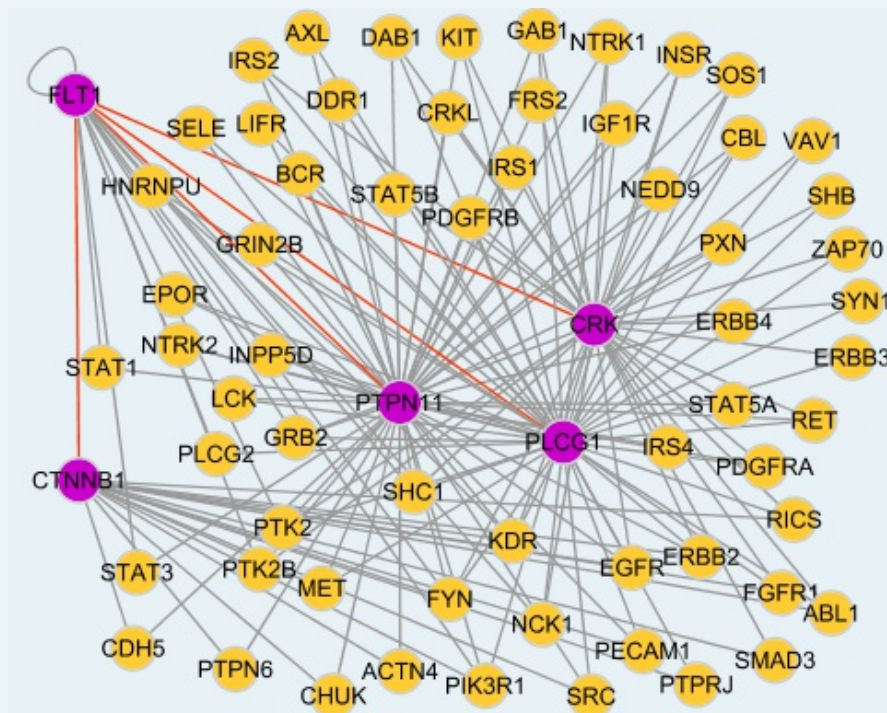 AXL
DAB1
KIT
GAB1
NTRK1
INSR
IRS2
SOS1
FLT1
DDR1
CRKL
FRS2
IGF1R
SELE
LIFR
CBL
VAV1
IRS1
BCR
HNRNPU
STAT5B
NEDD9
SHB
PDGFRB
GRIN2B
PXN
ZAP70
EPOR
SYN1
CRK
ERBB4
NTRK2
INPP5D
STAT1
ERBB3
LCK
PTPN11
STAT5A
RET
GRB2
PLCG1
IRS4
PLCG2
PDGFRA
CTNNB1
SHC1
RICS
PTK2
KDR
STAT3
PTK2B
MET
EGFR
ERBB2
FYN
FGFR1
ABL1
NCK1
CDH5
PECAM1
SMAD3
PTPN6
ACTN4
PIK3R1
PTPRJ
CHUK
SRC